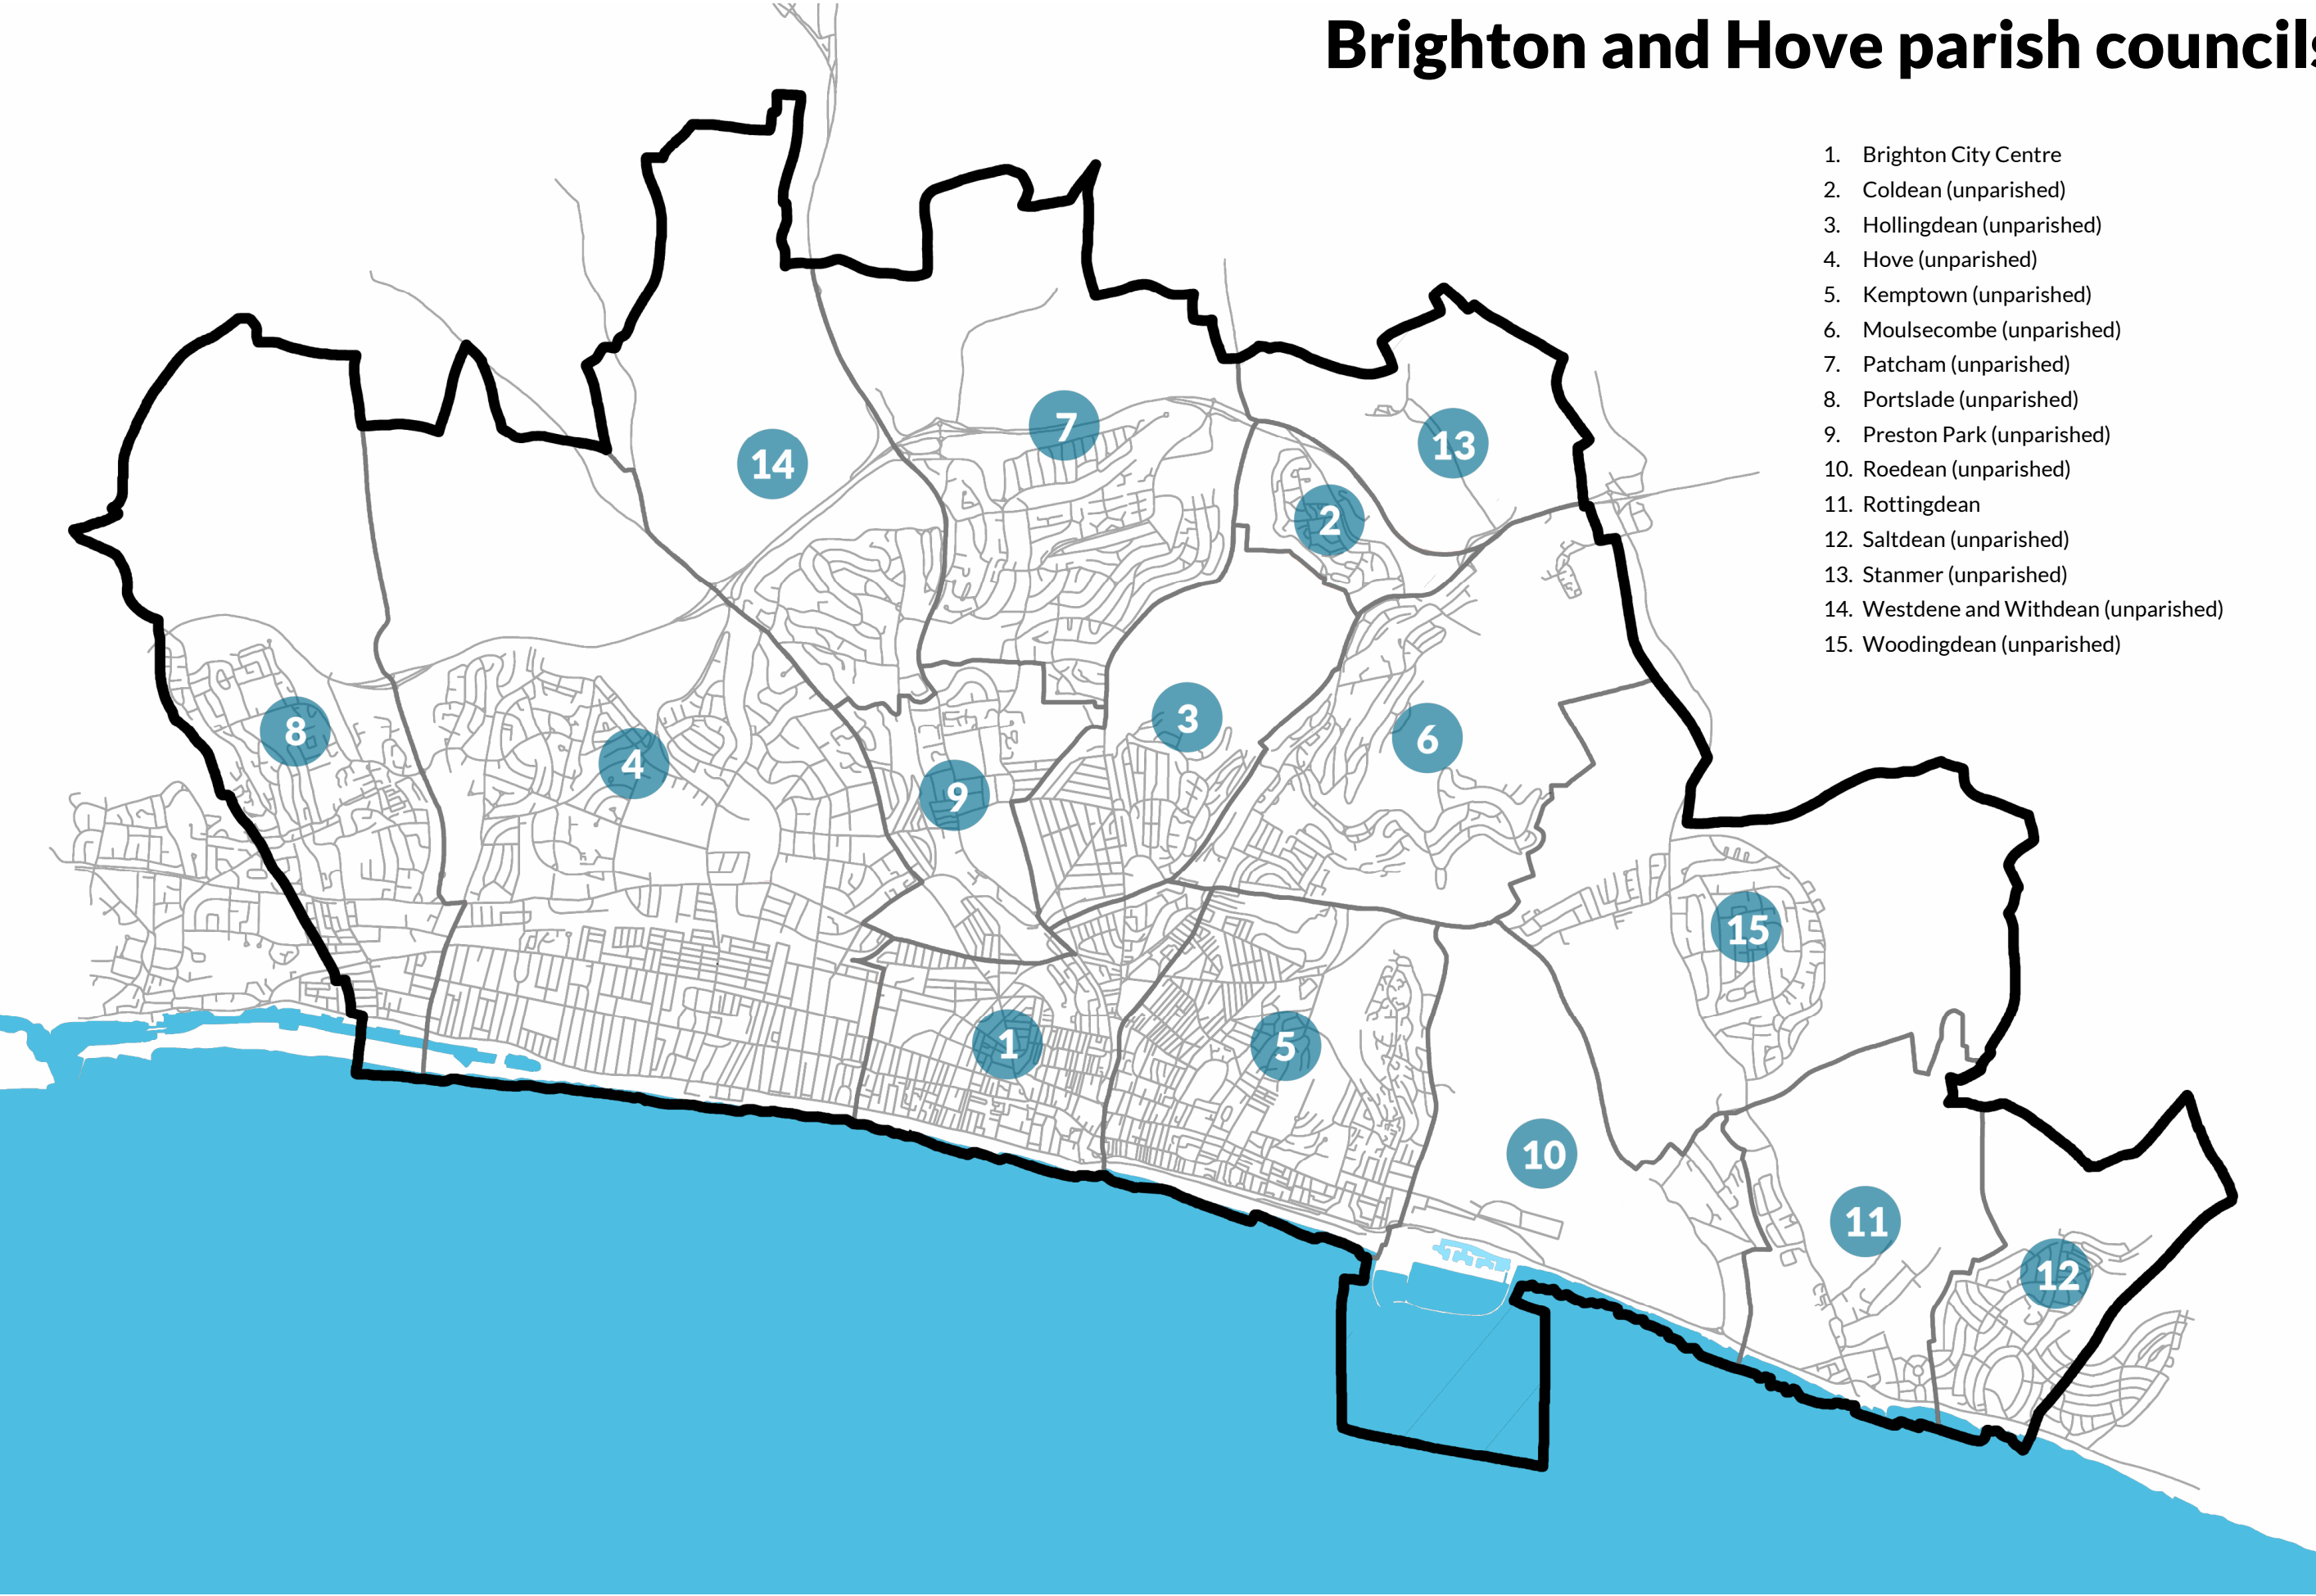 Brighton and Hove parish councils
1. Brighton City Centre
2. Coldean (unparished)
3. Hollingdean (unparished)
4. Hove (unparished)
5. Kemptown (unparished)
6. Moulsecombe (unparished)
7. Patcham (unparished)
8. Portslade (unparished)
9. Preston Park (unparished)
10. Roedean (unparished)
11. Rottingdean
12. Saltdean (unparished)
13. Stanmer (unparished)
14. Westdene and Withdean (unparished)
15. Woodingdean (unparished)
7
13
14
2
3
8
6
4
9
15
1
5
10
11
12